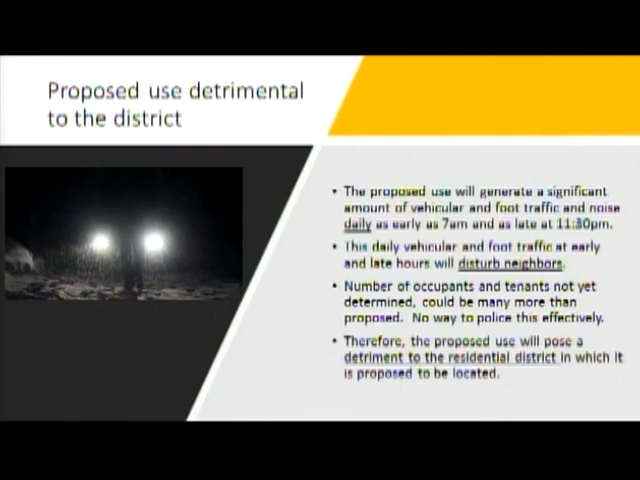 Proposed use detrimental
to the district
• The proposed use will generate a significant
amount of vehicular and foot traffic and noise
daily as early as 7am and as late at 11:30pm.
• This daily vehicular and foot traffic at early
and late hours will disturb neighbors.
• Number of occupants and tenants not yet
determined, could be many more than
proposed. No way to police this effectively.
• Therefore, the proposed use will pose a
detriment to the residential district in which it
is proposed to be located.